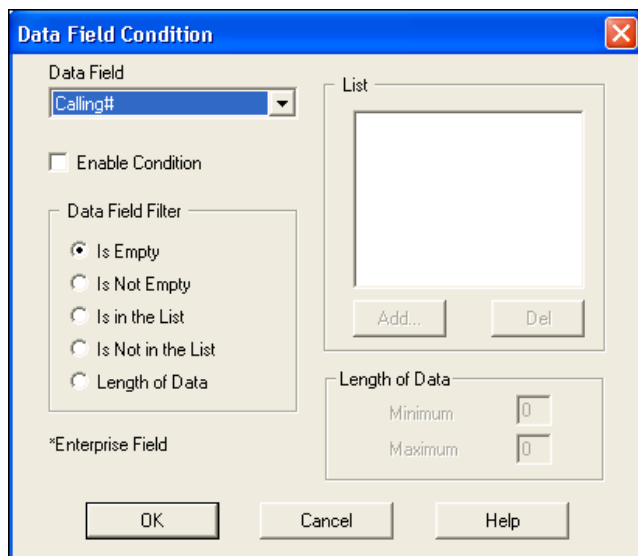 Data Field Condition
Data Field
Calling#
Enable Condition
Data Field Filter
Is Empty
Is Not Empty
Is in the List
Is Not in the List
Length of Data
*Enterprise Field
List
Add...
Del
Length of Data
Minimum 0
Maximum 0
OK
Cancel
Help